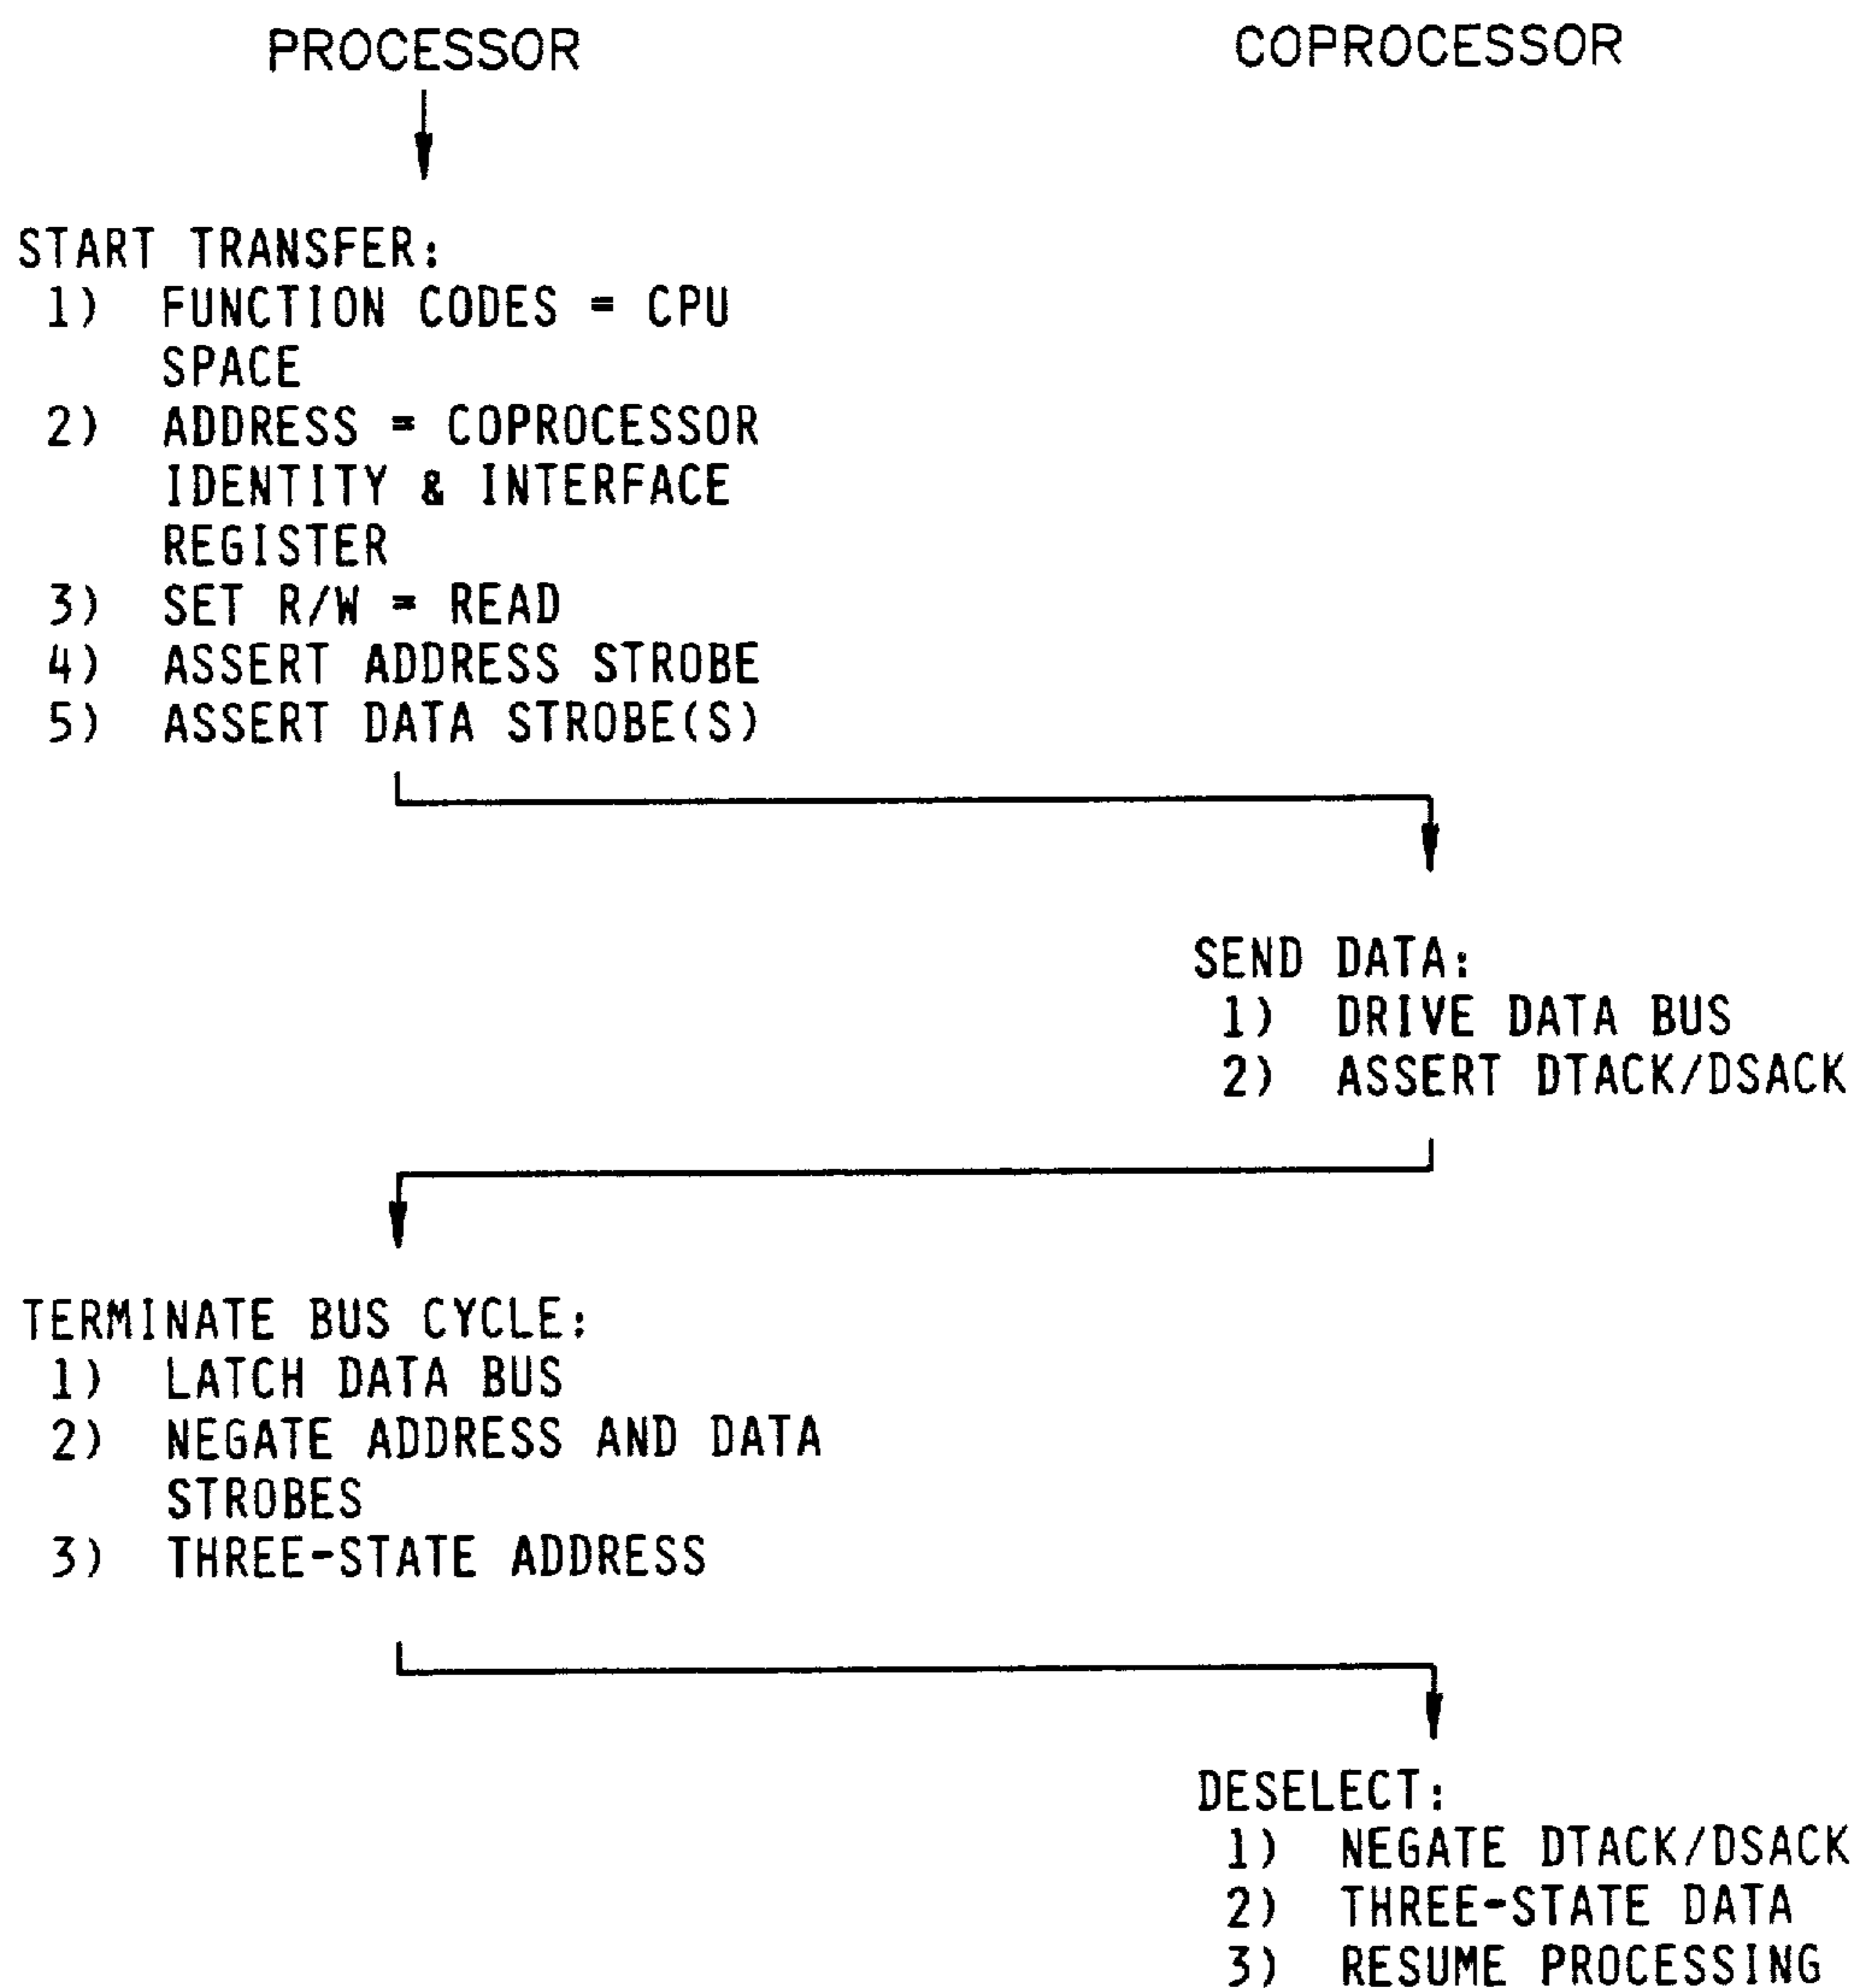 PROCESSOR
COPROCESSOR
START TRANSFER:
1) FUNCTION CODES = CPU
SPACE
2) ADDRESS = COPROCESSOR
IDENTITY & INTERFACE
REGISTER
3) SET R/W = READ
4) ASSERT ADDRESS STROBE
5) ASSERT DATA STROBE(S)
SEND DATA:
1) DRIVE DATA BUS
2) ASSERT DTACK/DSACK
TERMINATE BUS CYCLE:
1) LATCH DATA BUS
2) NEGATE ADDRESS AND DATA
STROBES
3) THREE-STATE ADDRESS
DESELECT:
1) NEGATE DTACK/DSACK
2) THREE-STATE DATA
3) RESUME PROCESSING